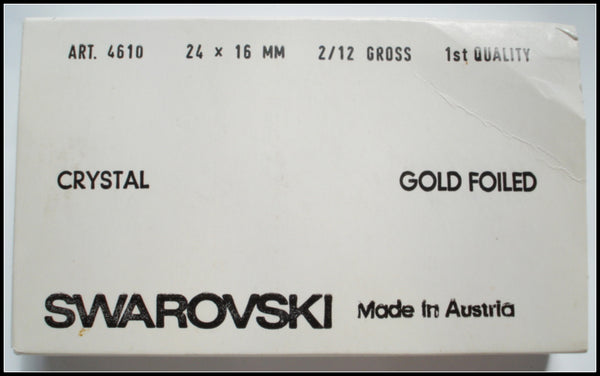 ART. 4610 24 × 16 MM 2/12 GROSS 1st QUALITY
CRYSTAL GOLD FOILED
SWAROVSKI Made in Austria